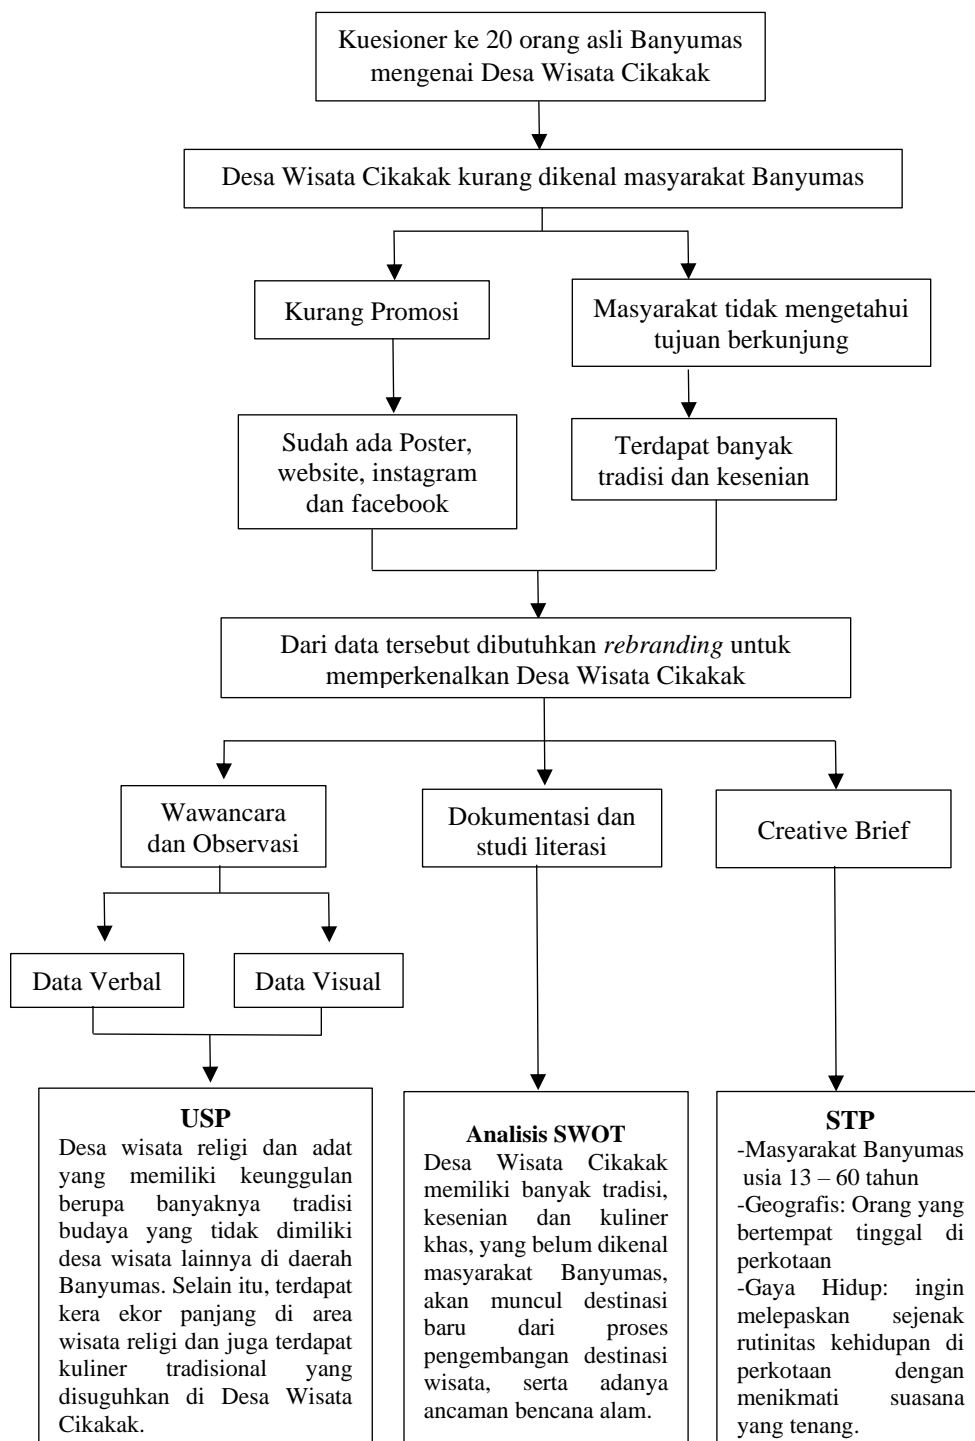 Kuesioner ke 20 orang asli Banyumas
mengenai Desa Wisata Cikakak
Desa Wisata Cikakak kurang dikenal masyarakat Banyumas
Kurang Promosi
Masyarakat tidak mengetahui
tujuan berkunjung
Sudah ada Poster,
website, instagram
dan facebook
Terdapat banyak
tradisi dan kesenian
Dari data tersebut dibutuhkan rebranding untuk
memperkenalkan Desa Wisata Cikakak
Wawancara
dan Observasi
Dokumentasi dan
studi literasi
Creative Brief
Data Verbal
Data Visual
USP
Desa wisata religi dan adat
yang memiliki keunggulan
berupa banyaknya tradisi
budaya yang tidak dimiliki
desa wisata lainnya di daerah
Banyumas. Selain itu, terdapat
kera ekor panjang di area
wisata religi dan juga terdapat
kuliner tradisional yang
disuguhkan di Desa Wisata
Cikakak.
Analisis SWOT
Desa Wisata Cikakak
memiliki banyak tradisi,
kesenian dan kuliner
khas, yang belum dikenal
masyarakat Banyumas,
akan muncul destinasi
baru dari proses
pengembangan destinasi
wisata, serta adanya
ancaman bencana alam.
STP
-Masyarakat Banyumas
usia 13 – 60 tahun
-Geografis: Orang yang
bertempat tinggal di
perkotaan
-Gaya Hidup: ingin
melepaskan sejenak
rutinitas kehidupan di
perkotaan dengan
menikmati suasana
yang tenang.